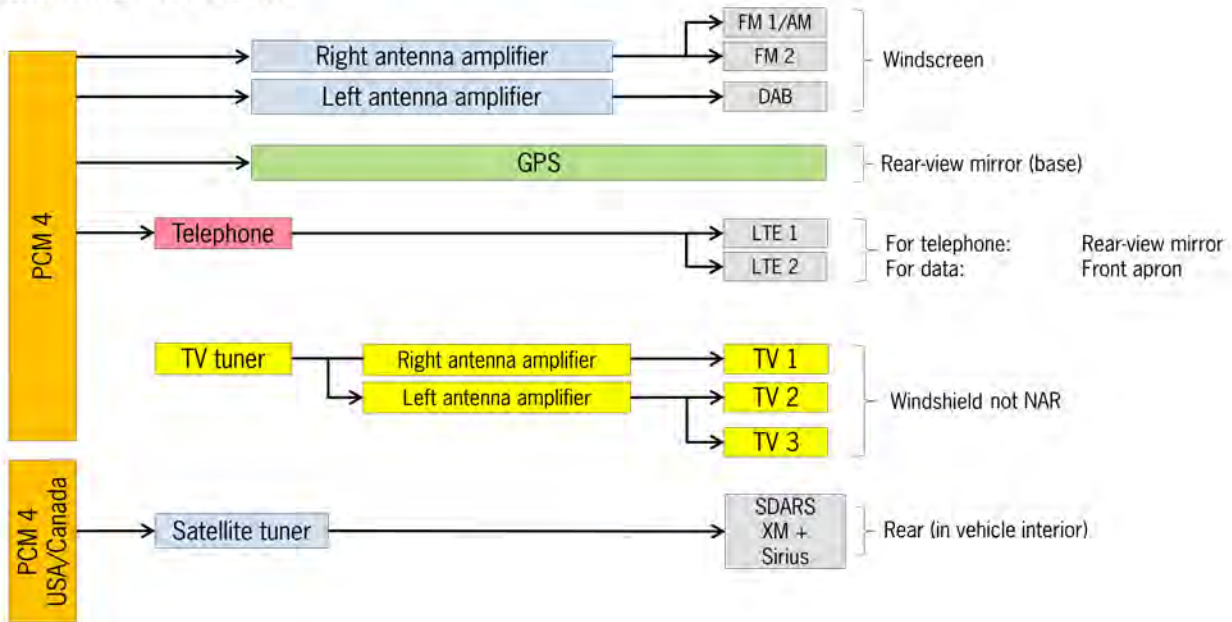 FM 1/AM
Right antenna amplifier
FM 2
Windscreen
Left antenna amplifier
DAB
GPS
Rear-view mirror (base)
PCM 4
Telephone
LTE 1
LTE 2
For telephone: Rear-view mirror
For data: Front apron
TV tuner
Right antenna amplifier
TV 1
Left antenna amplifier
TV 2
TV 3
Windshield not NAR
PCM 4
USA/Canada
Satellite tuner
SDARS
XM +
Sirius
Rear (in vehicle interior)